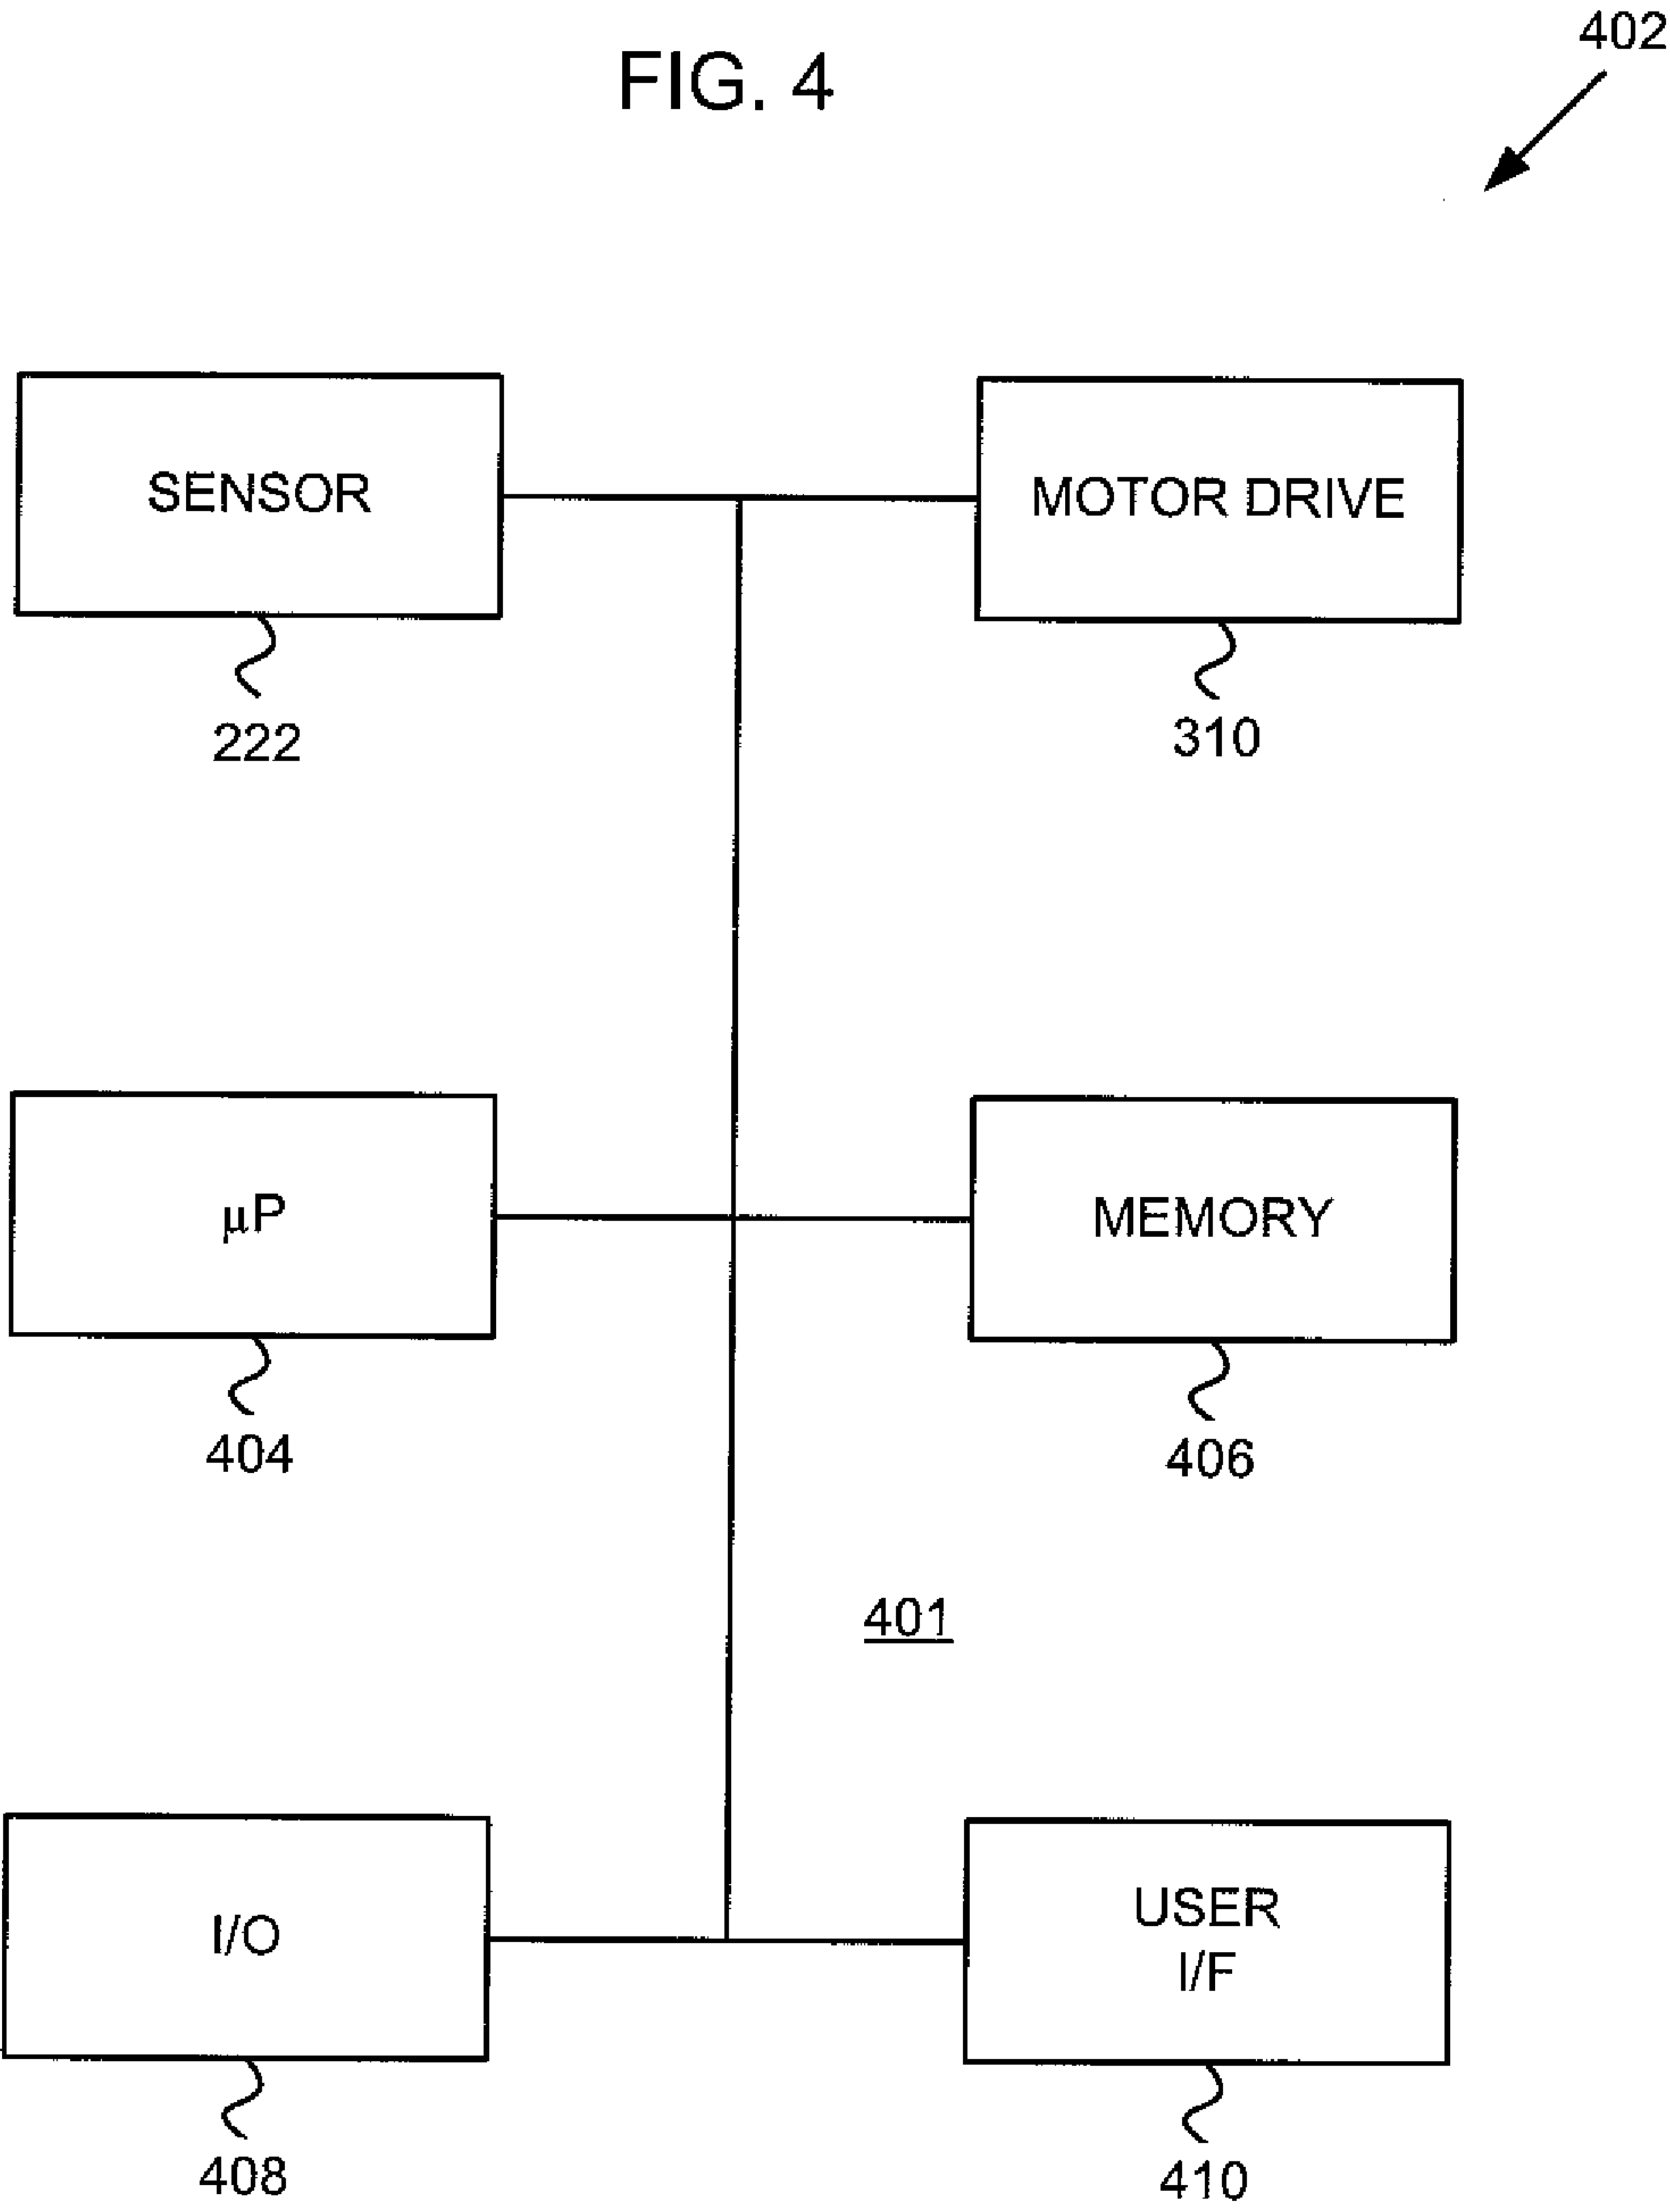 402
FIG. 4
SENSOR
MOTOR DRIVE
222
310
µP
MEMORY
404
406
401
I/O
USER
I/F
408
410